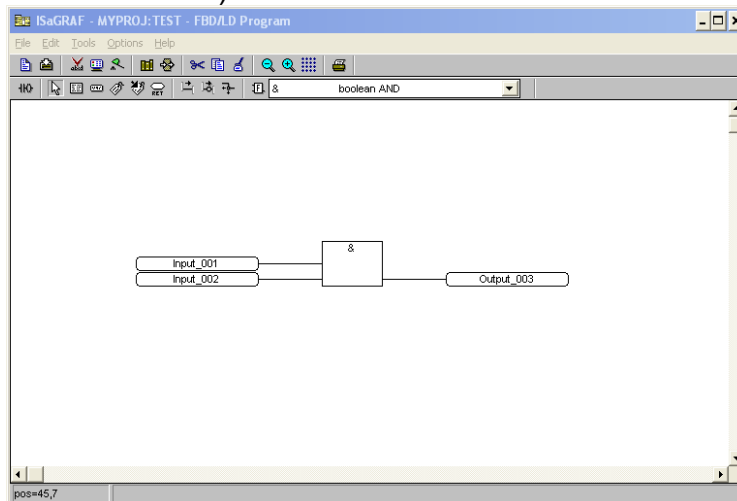 ISaGRAF - MYPROJ:TEST - FBD/LD Program
File Edit Tools Options Help
RET
& boolean AND
&
Input_001
Input_002
Output_003
pos=45,7